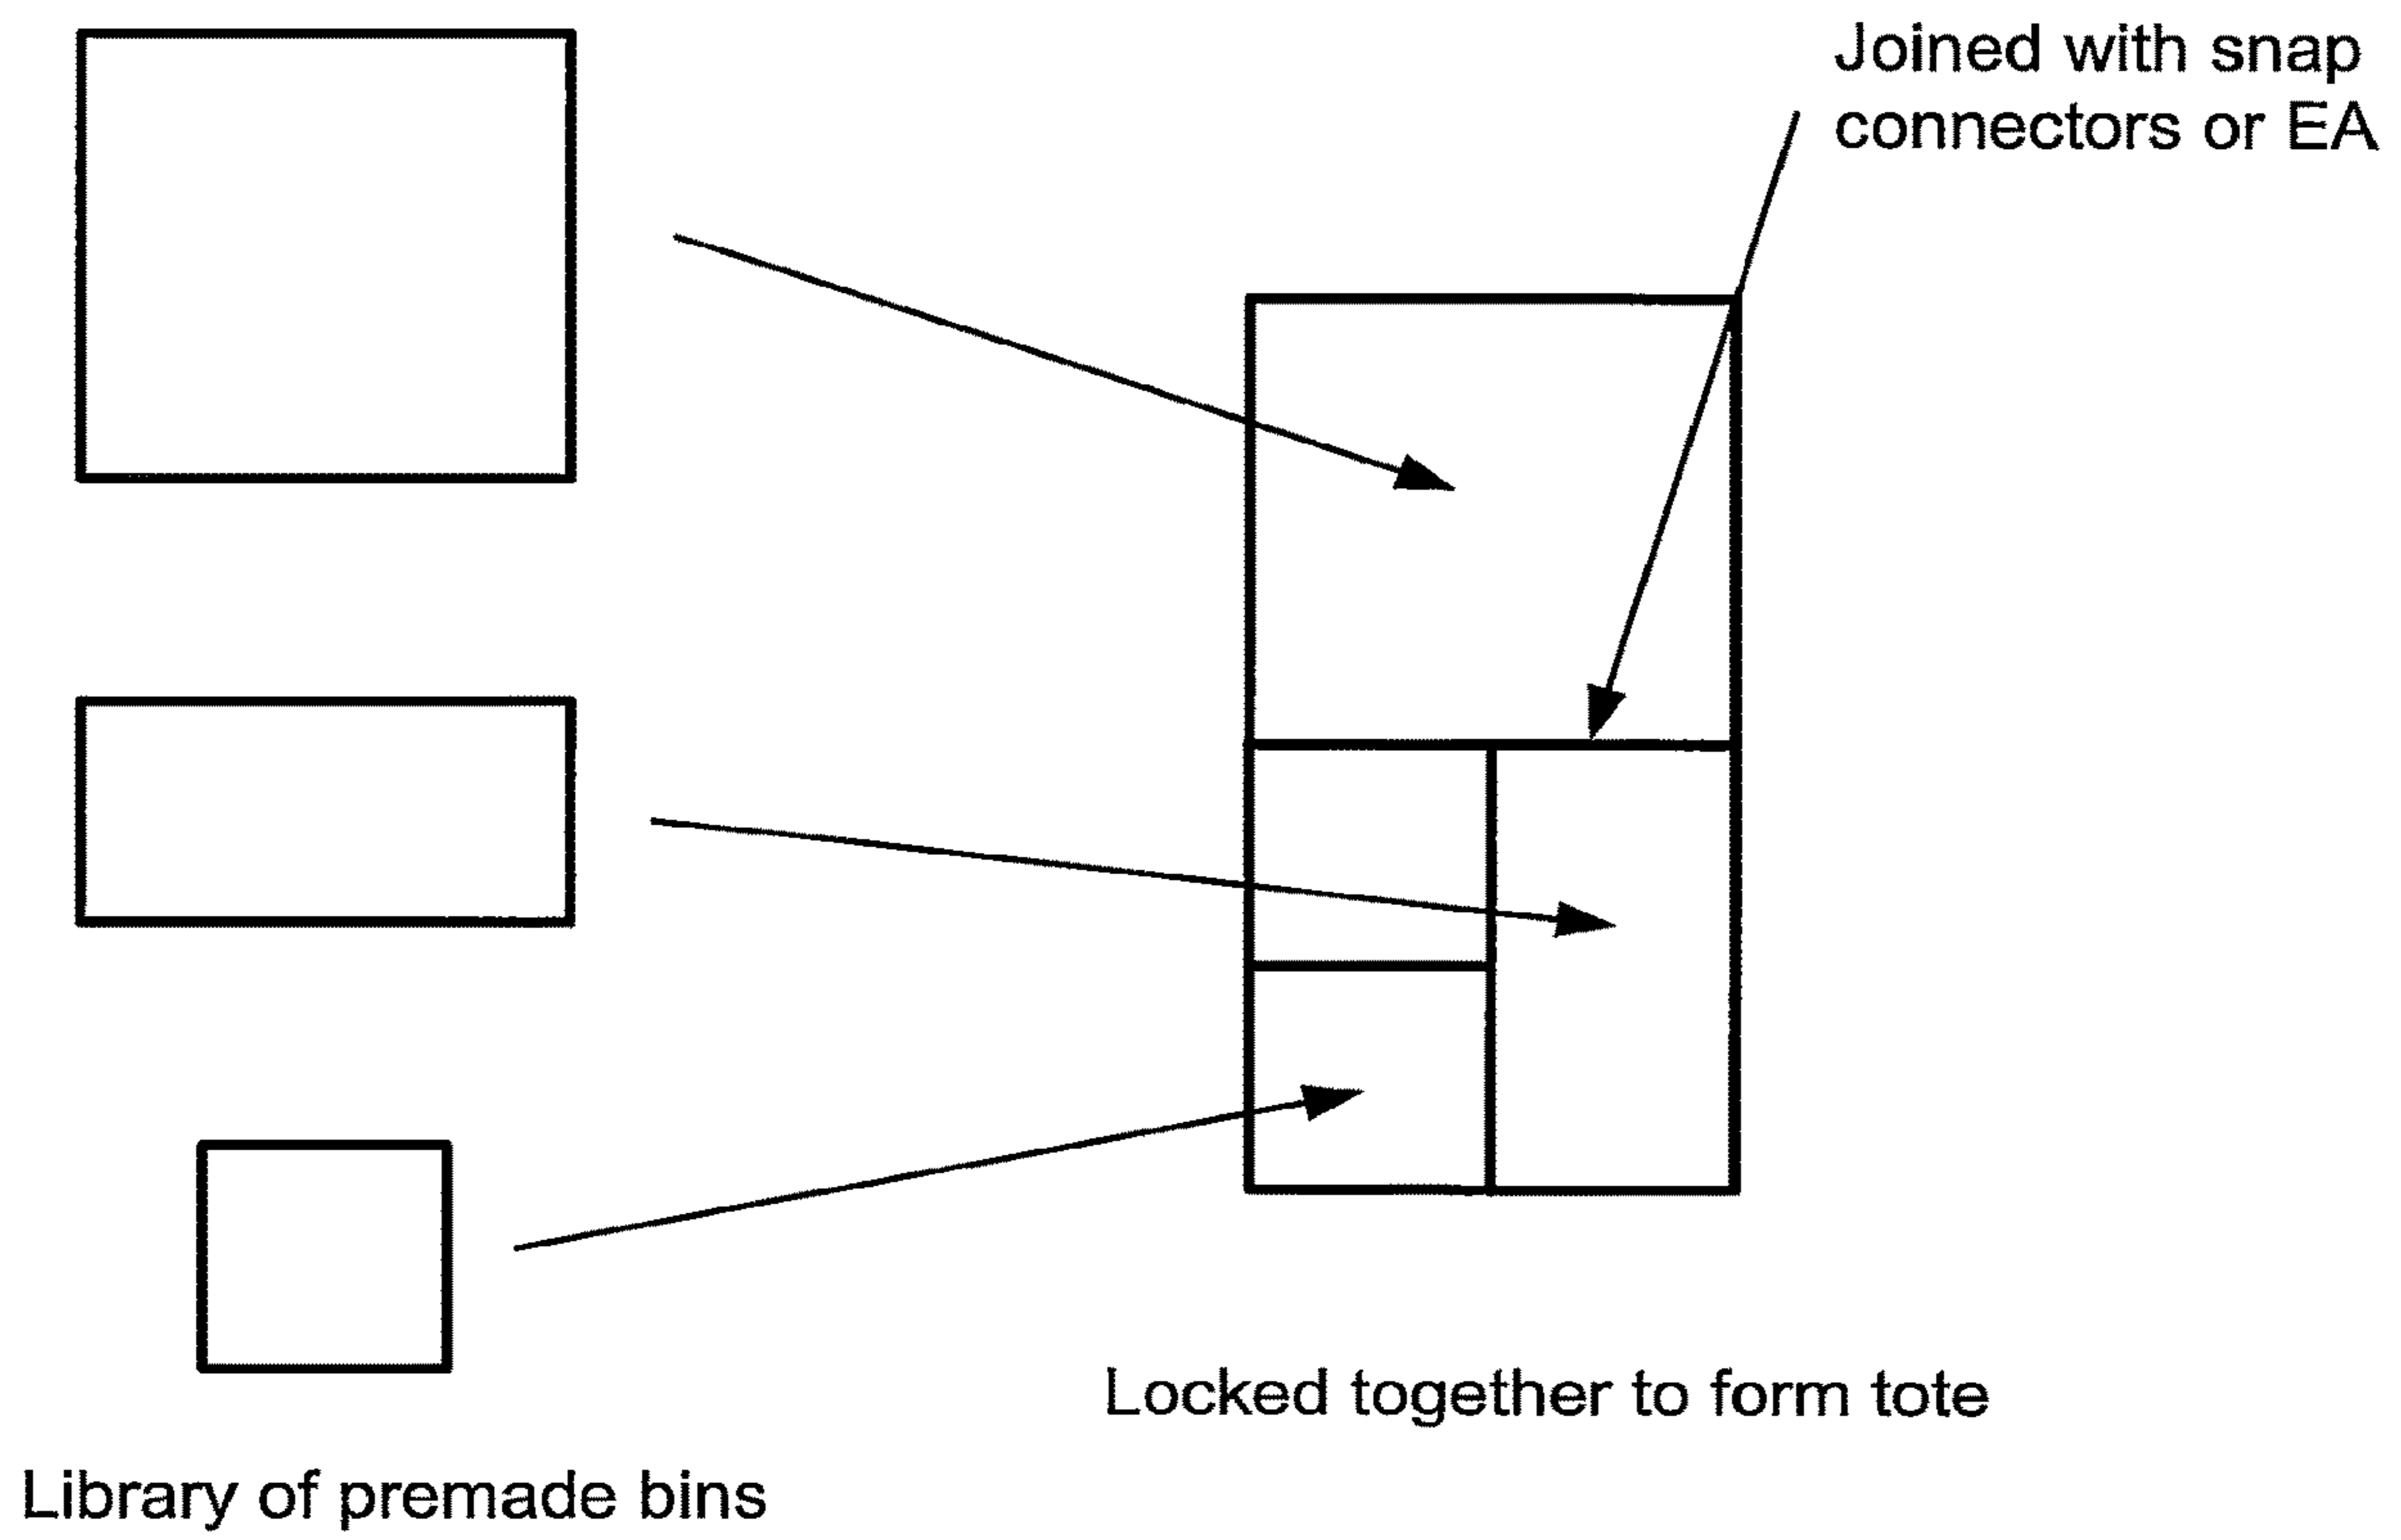 Joined with snap
connectors or EA
Locked together to form tote
Library of premade bins